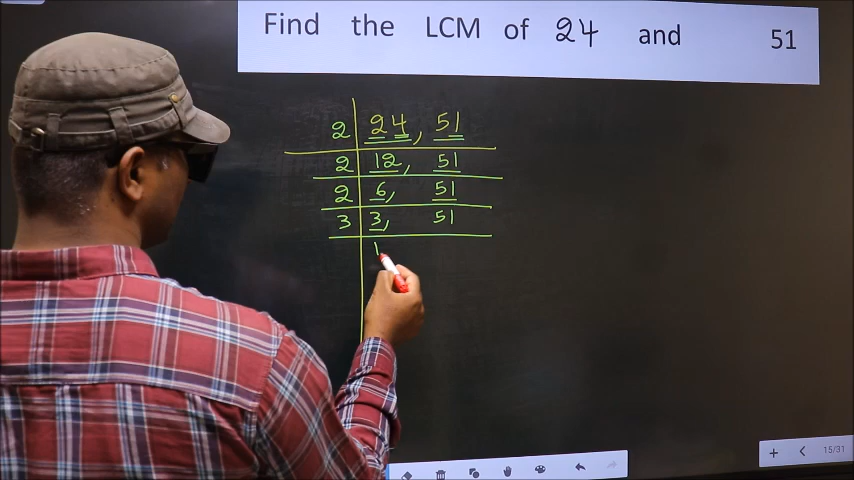 Find the LCM of 24 and 51
2 24, 51
2 12, 51
2 6, 51
3 3, 51
1
15/31